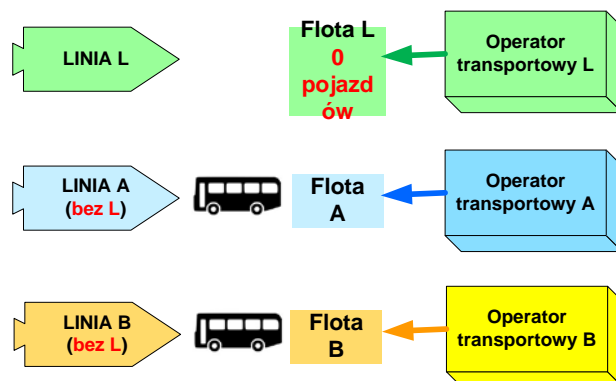 LINIA L
Flota L
0
pojazd
ów
Operator
transportowy L
LINIA A
(bez L)
Flota
A
Operator
transportowy A
LINIA B
(bez L)
Flota
B
Operator
transportowy B